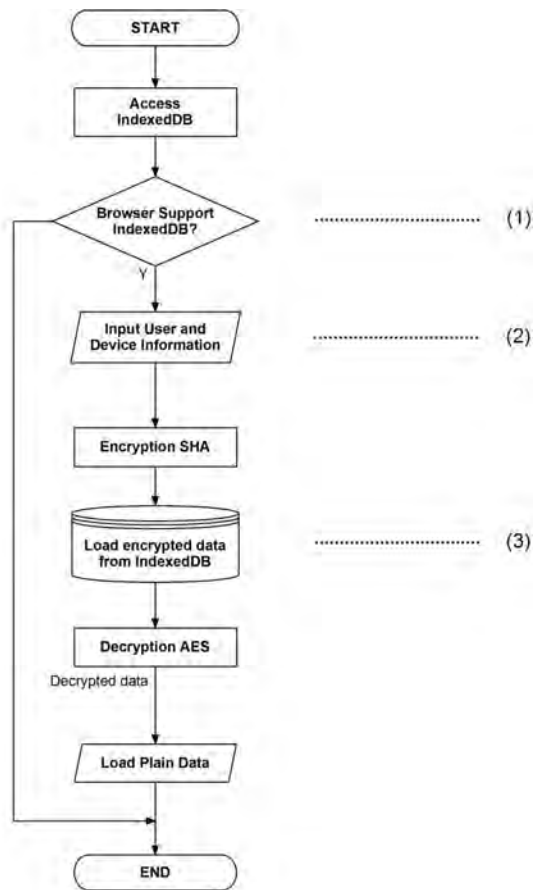 START
Access
IndexedDB
Browser Support
IndexedDB?
(1)
Y
Input User and
Device Information
(2)
Encryption SHA
Load encrypted data
from IndexedDB
(3)
Decryption AES
Decrypted data
Load Plain Data
END